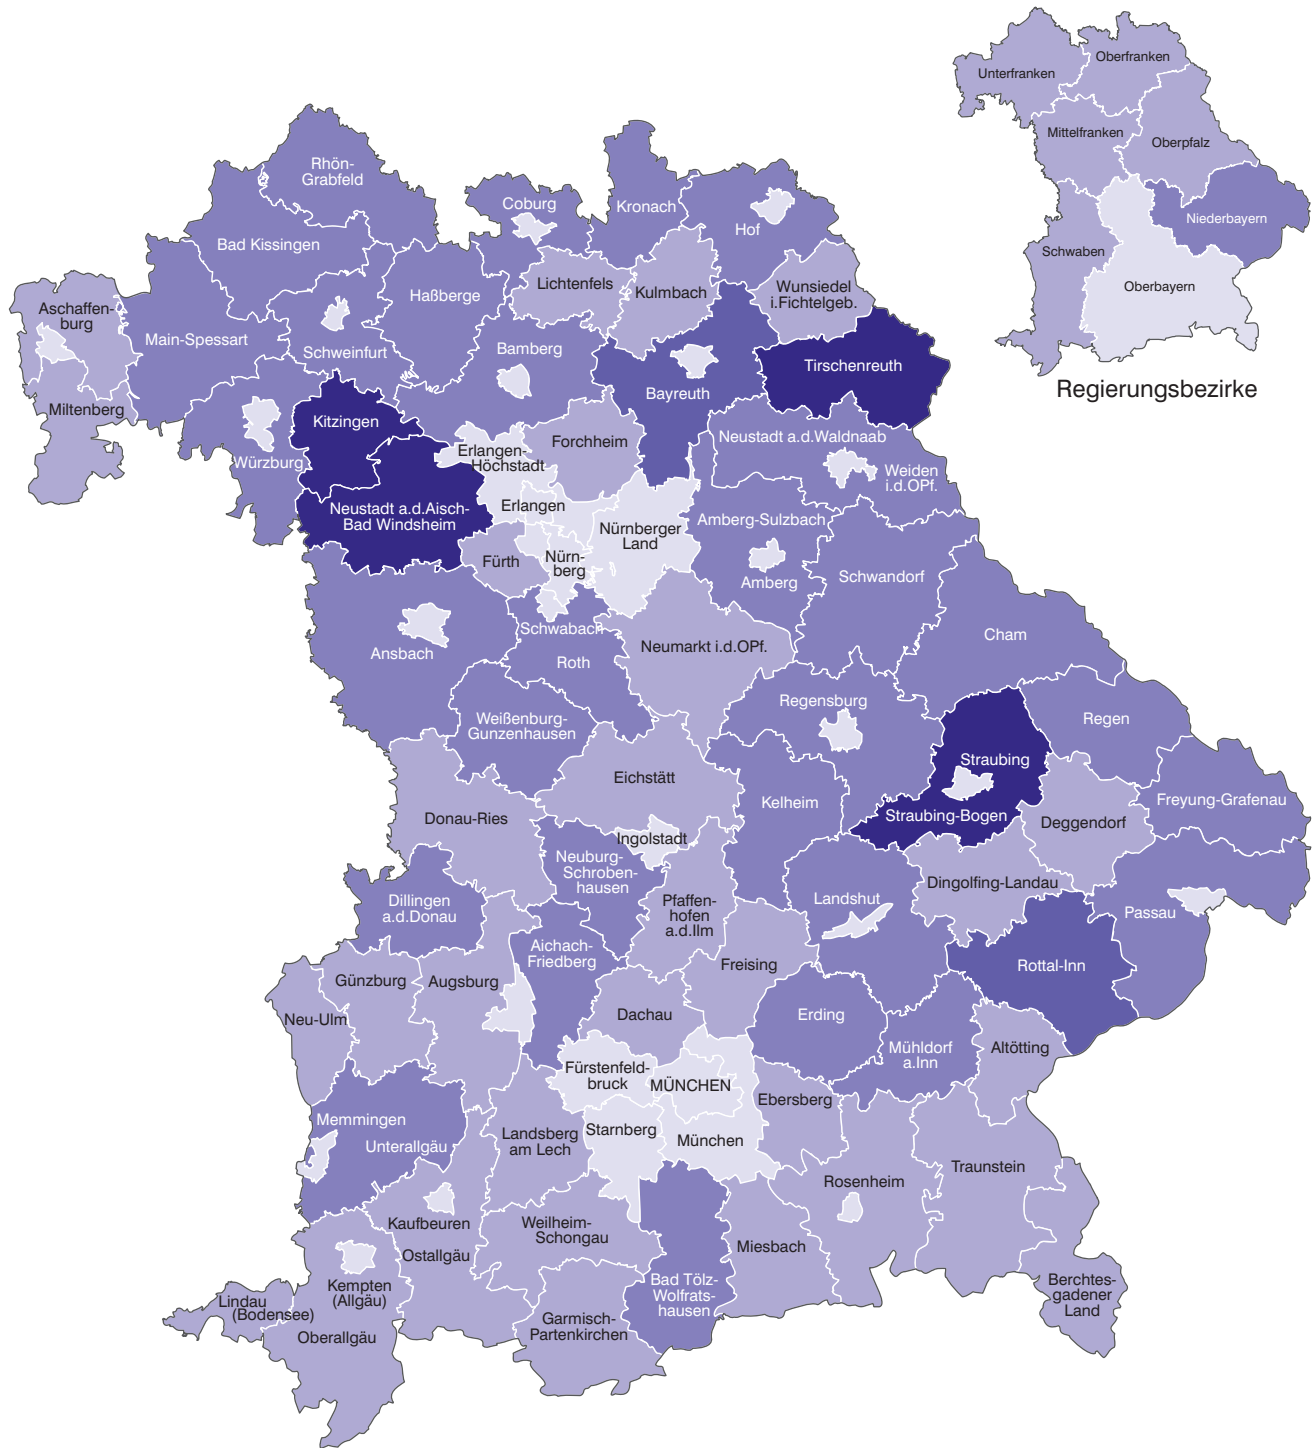 Unterfranken
Oberfranken
Mittelfranken
Oberpfalz
Niederbayern
Schwaben
Oberbayern
Regierungsbezirke
Rhön-
Grabfeld
Coburg
Kronach
Hof
Bad Kissingen
Lichtenfels
Kulmbach
Wunsiedel
i.Fichtelgeb.
Haßberge
Aschaffen-
burg
Main-Spessart
Schweinfurt
Bamberg
Bayreuth
Tirschenreuth
Miltenberg
Kitzingen
Würzburg
Erlangen-
Höchstadt
Forchheim
Neustadt a.d.Waldnaab
Weiden
i.d.OPf.
Neustadt a.d.Aisch-
Bad Windsheim
Erlangen
Nürnberger
Land
Amberg-Sulzbach
Amberg
Fürth
Nürn-
berg
Schwandorf
Ansbach
Schwabach
Roth
Neumarkt i.d.OPf.
Cham
Weißenburg-
Gunzenhausen
Regensburg
Regen
Eichstätt
Straubing
Straubing-Bogen
Kelheim
Deggendorf
Freyung-Grafenau
Donau-Ries
Ingolstadt
Neuburg-
Schroben-
hausen
Dillingen
a.d.Donau
Pfaffen-
hofen
a.d.Ilm
Landshut
Dingolfing-Landau
Passau
Aichach-
Friedberg
Freising
Rottal-Inn
Günzburg
Augsburg
Neu-Ulm
Dachau
Erding
Mühldorf
a.Inn
Altötting
Fürstenfeld-
bruck
MÜNCHEN
Ebersberg
Memmingen
Unterallgäu
Landsberg
am Lech
Starnberg
München
Traunstein
Rosenheim
Kaufbeuren
Ostallgäu
Weilheim-
Schongau
Miesbach
Kempten
(Allgäu)
Bad Tölz-
Wolfrats-
hausen
Berchtes-
gadener
Land
Lindau
(Bodensee)
Oberallgäu
Garmisch-
Partenkirchen